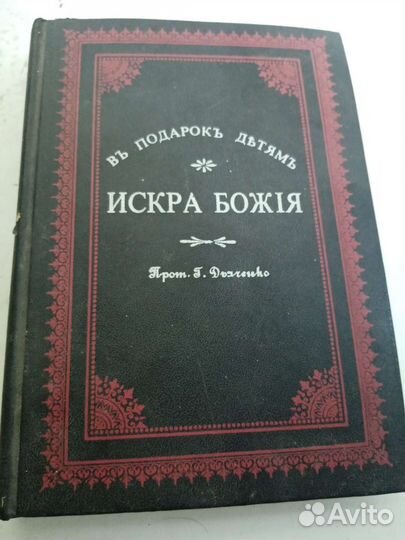 ВЪ ПОДАРОКЪ ДѢТЯМЪ
ИСКРА БОЖІЯ
Прот. Г. Дьяченко
Avito